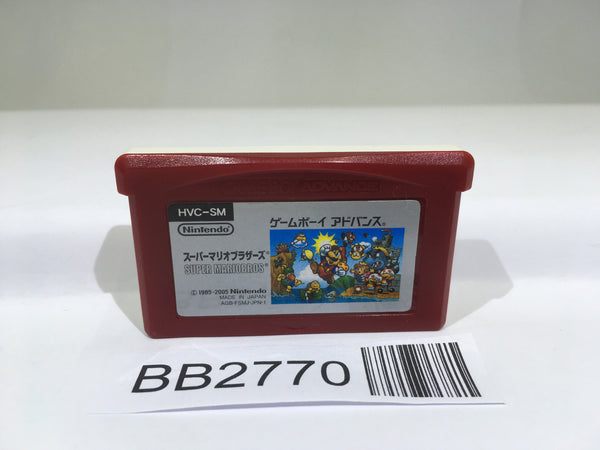 GAME BOY ADVANCE
HVC-SM
Nintendo
ゲームボーイ アドバンス®
スーパーマリオブラザーズ®
SUPER MARIOBROS®
© 1985-2005 Nintendo
MADE IN JAPAN
AGB-FSMJ-JPN-1
BB2770